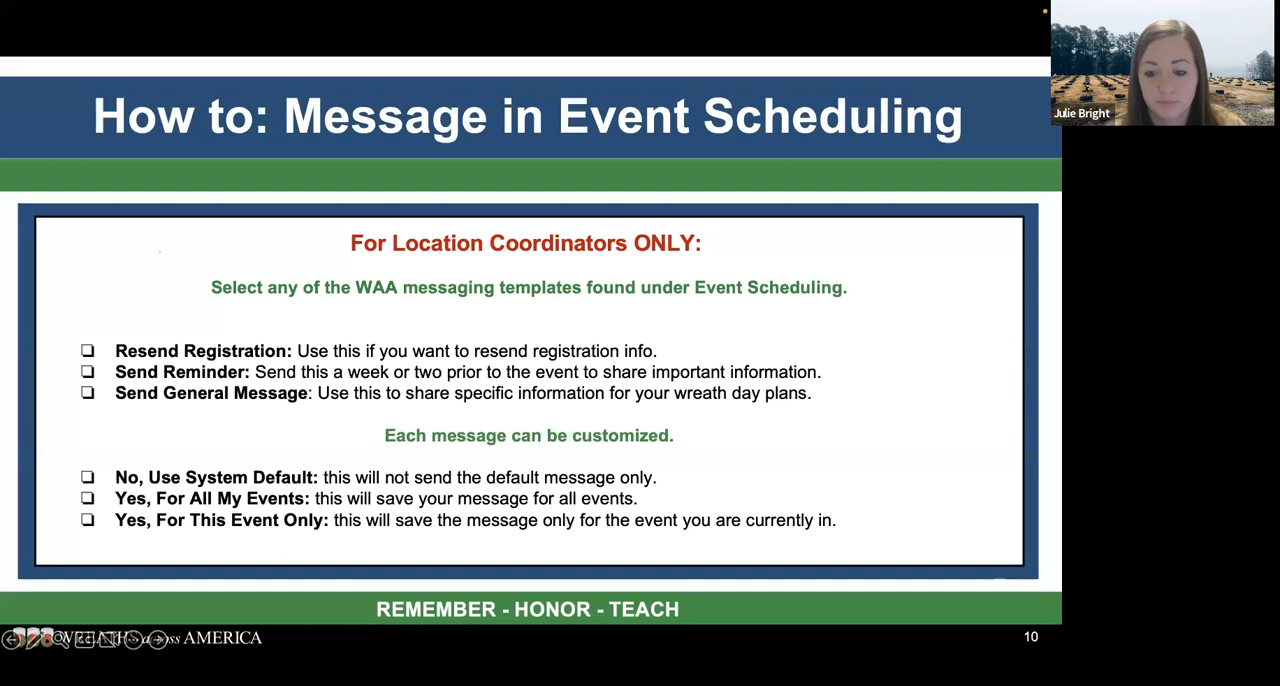 How to: Message in Event Scheduling
Julie Bright
For Location Coordinators ONLY:
Select any of the WAA messaging templates found under Event Scheduling.
❏ Resend Registration: Use this if you want to resend registration info.
❏ Send Reminder: Send this a week or two prior to the event to share important information.
❏ Send General Message: Use this to share specific information for your wreath day plans.
Each message can be customized.
❏ No, Use System Default: this will not send the default message only.
❏ Yes, For All My Events: this will save your message for all events.
❏ Yes, For This Event Only: this will save the message only for the event you are currently in.
REMEMBER - HONOR - TEACH
AMERICA
10